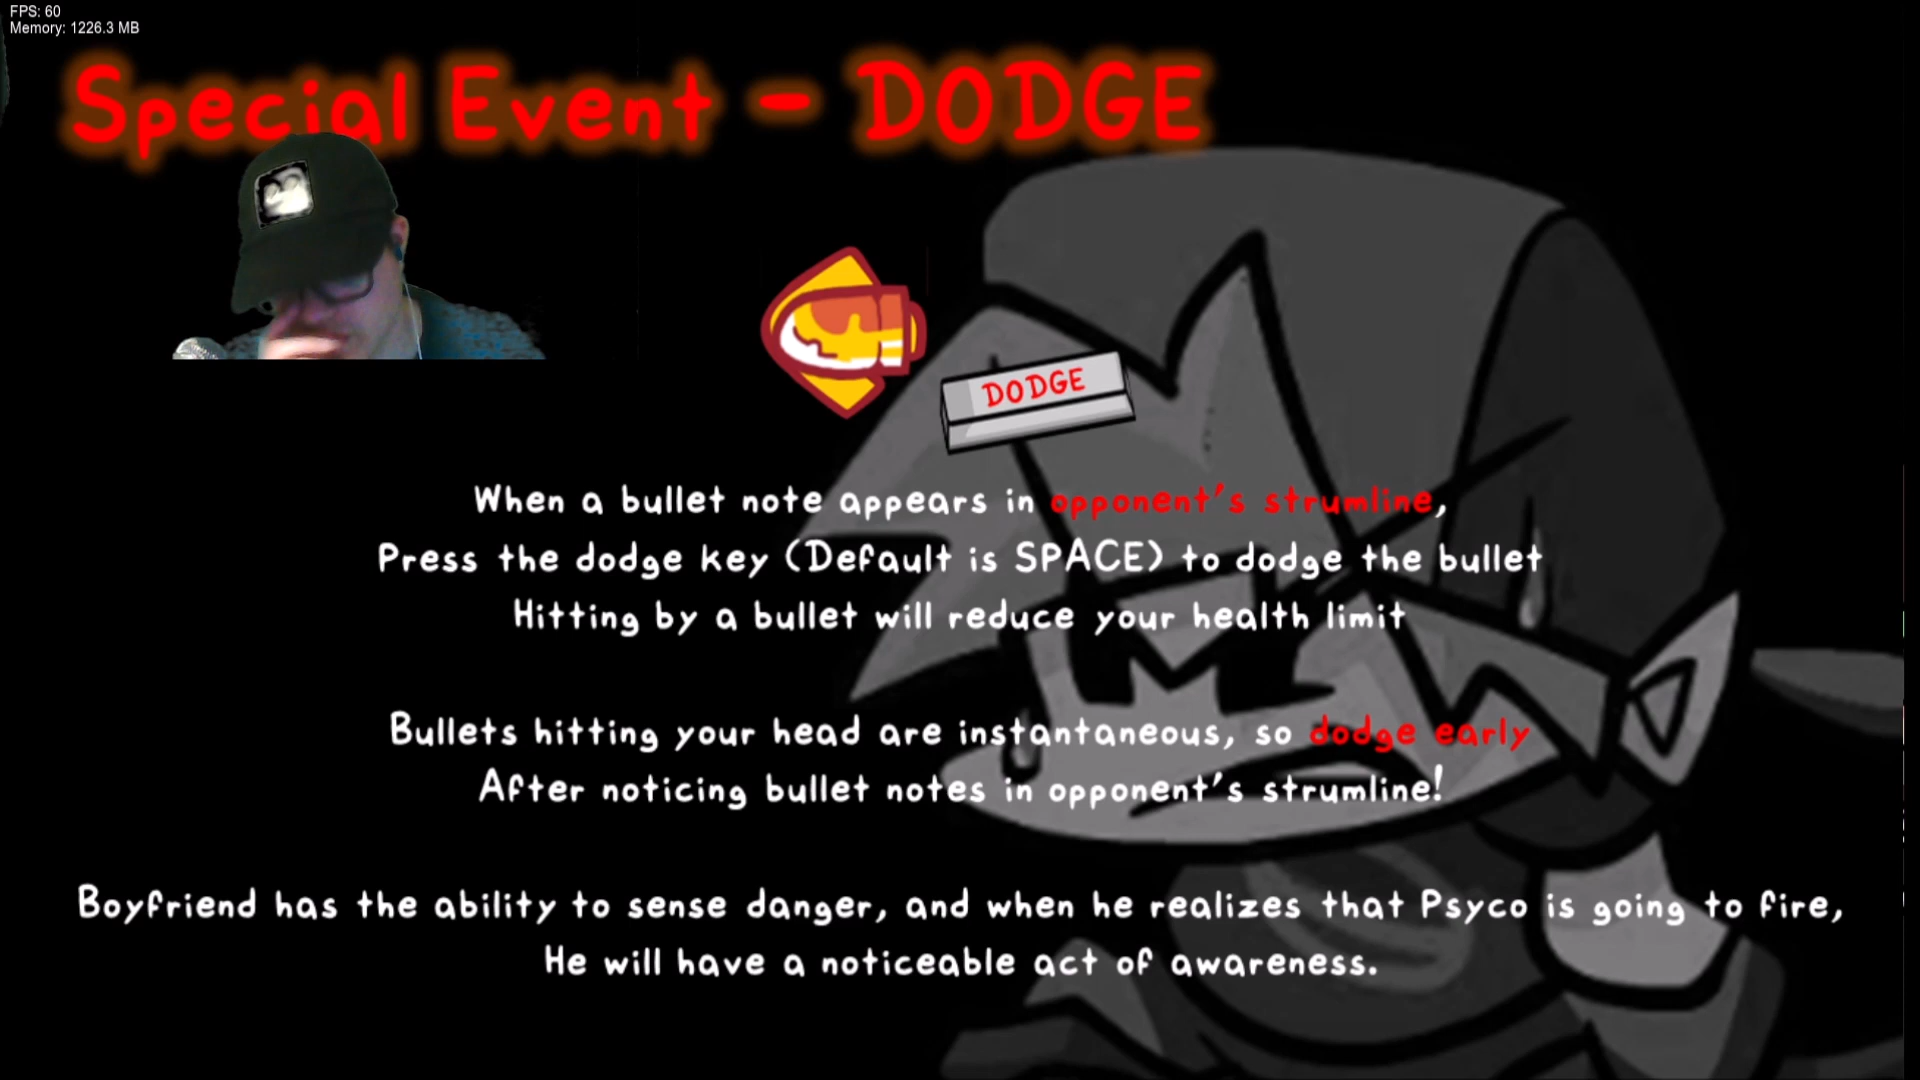 FPS: 60
Memory: 1226.3 MB
Special Event - DODGE
DODGE
When a bullet note appears in opponent's strumline,
Press the dodge key (Default is SPACE) to dodge the bullet
Hitting by a bullet will reduce your health limit
Bullets hitting your head are instantaneous, so dodge early
After noticing bullet notes in opponent's strumline!
Boyfriend has the ability to sense danger, and when he realizes that Psyco is going to fire,
He will have a noticeable act of awareness.